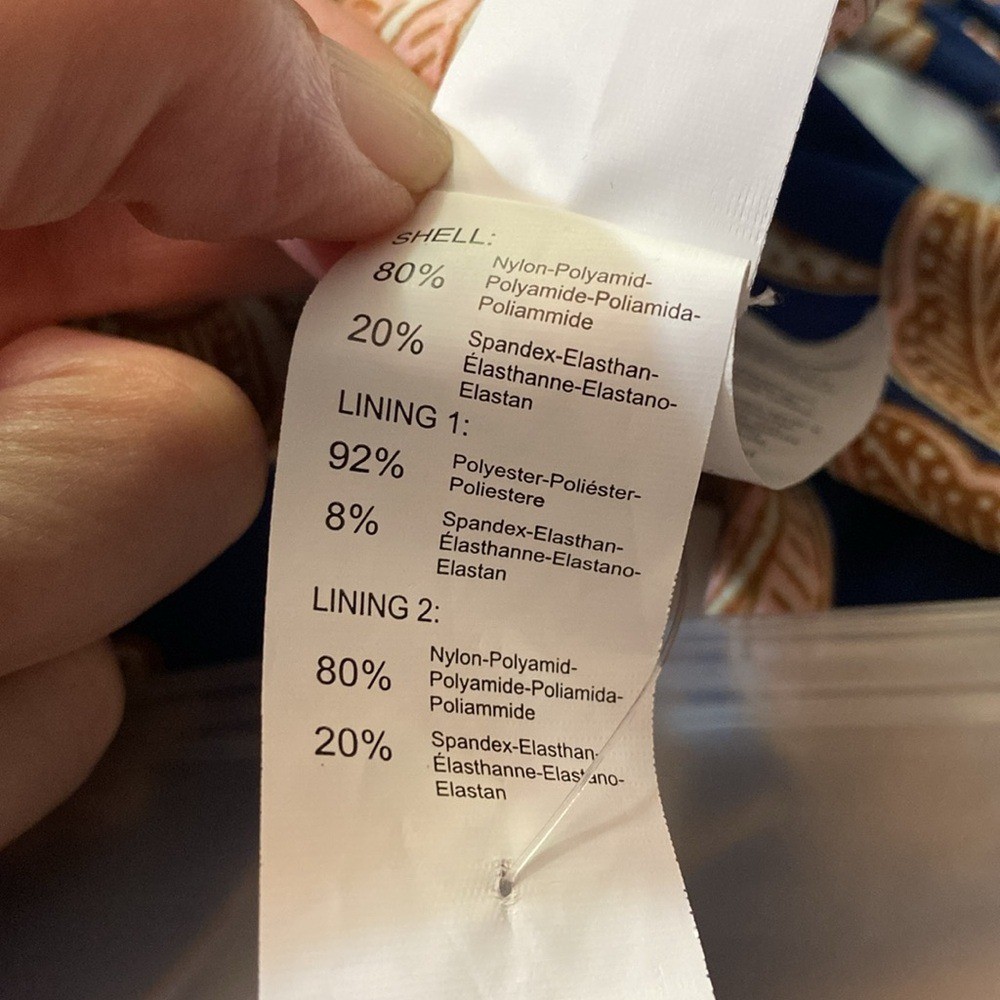 SHELL:
80% Nylon-Polyamid-
Polyamide-Poliamida-
Poliammide
20% Spandex-Elasthan-
Élasthanne-Elastano-
Elastan
LINING 1:
92% Polyester-Poliéster-
Poliestere
8% Spandex-Elasthan-
Élasthanne-Elastano-
Elastan
LINING 2:
80% Nylon-Polyamid-
Polyamide-Poliamida-
Poliammide
20% Spandex-Elasthan-
Élasthanne-Elastano-
Elastan